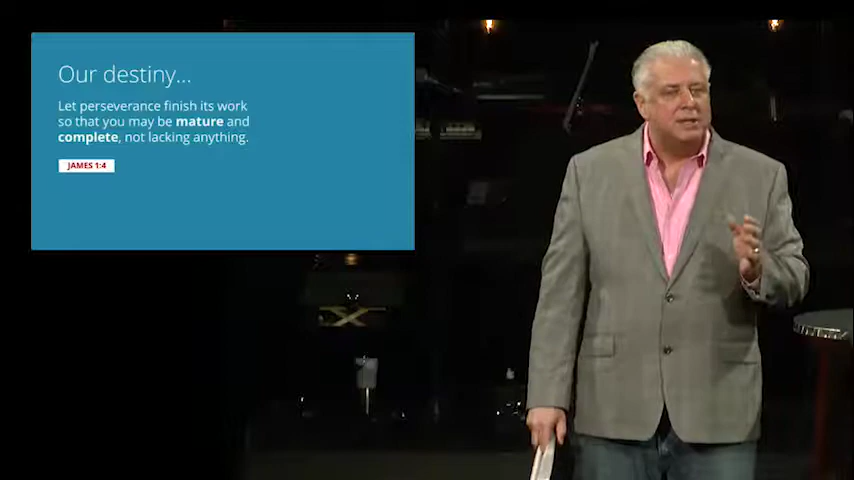 Our destiny...
Let perseverance finish its work
so that you may be mature and
complete, not lacking anything.
JAMES 1:4